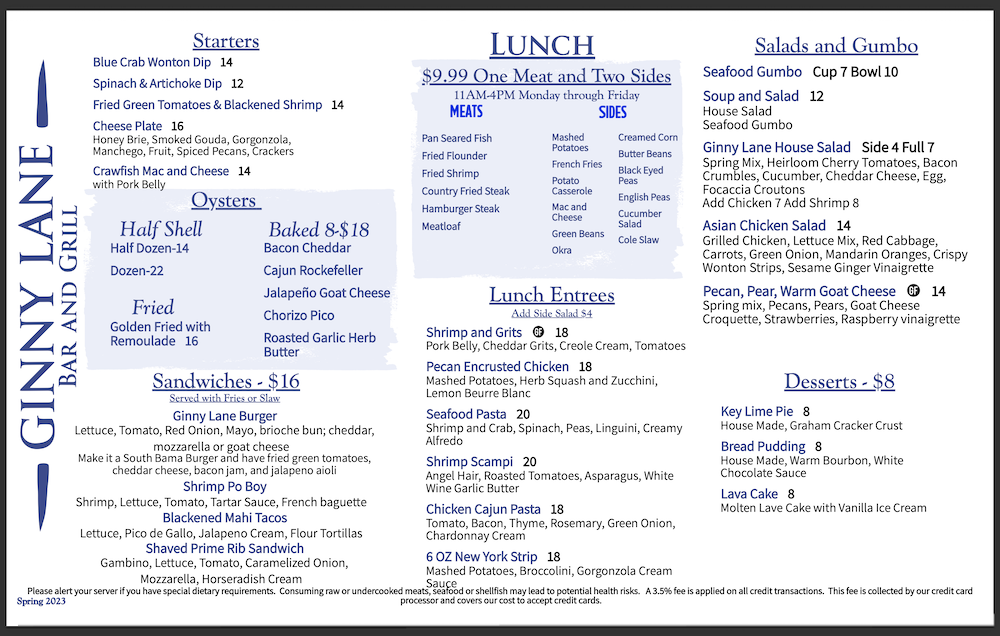 GINNY LANE
BAR AND GRILL
Starters
Blue Crab Wonton Dip 14
Spinach & Artichoke Dip 12
Fried Green Tomatoes & Blackened Shrimp 14
Cheese Plate 16
Honey Brie, Smoked Gouda, Gorgonzola,
Manchego, Fruit, Spiced Pecans, Crackers
Crawfish Mac and Cheese 14
with Pork Belly
Oysters
Half Shell
Half Dozen-14
Dozen-22
Fried
Golden Fried with
Remoulade 16
Baked 8-$18
Bacon Cheddar
Cajun Rockefeller
Jalapeño Goat Cheese
Chorizo Pico
Roasted Garlic Herb
Butter
Sandwiches - $16
Served with Fries or Slaw
Ginny Lane Burger
Lettuce, Tomato, Red Onion, Mayo, brioche bun; cheddar,
mozzarella or goat cheese
Make it a South Bama Burger and have fried green tomatoes,
cheddar cheese, bacon jam, and jalapeno aioli
Shrimp Po Boy
Shrimp, Lettuce, Tomato, Tartar Sauce, French baguette
Blackened Mahi Tacos
Lettuce, Pico de Gallo, Jalapeno Cream, Flour Tortillas
Shaved Prime Rib Sandwich
Gambino, Lettuce, Tomato, Caramelized Onion,
Mozzarella, Horseradish Cream
LUNCH
$9.99 One Meat and Two Sides
11AM-4PM Monday through Friday
MEATS
Pan Seared Fish
Fried Flounder
Fried Shrimp
Country Fried Steak
Hamburger Steak
Meatloaf
SIDES
Mashed
Potatoes
French Fries
Potato
Casserole
Mac and
Cheese
Green Beans
Okra
Creamed Corn
Butter Beans
Black Eyed
Peas
English Peas
Cucumber
Salad
Cole Slaw
Lunch Entrees
Add Side Salad $4
Shrimp and Grits GF 18
Pork Belly, Cheddar Grits, Creole Cream, Tomatoes
Pecan Encrusted Chicken 18
Mashed Potatoes, Herb Squash and Zucchini,
Lemon Beurre Blanc
Seafood Pasta 20
Shrimp and Crab, Spinach, Peas, Linguini, Creamy
Alfredo
Shrimp Scampi 20
Angel Hair, Roasted Tomatoes, Asparagus, White
Wine Garlic Butter
Chicken Cajun Pasta 18
Tomato, Bacon, Thyme, Rosemary, Green Onion,
Chardonnay Cream
6 OZ New York Strip 18
Mashed Potatoes, Broccolini, Gorgonzola Cream
Sauce
Salads and Gumbo
Seafood Gumbo Cup 7 Bowl 10
Soup and Salad 12
House Salad
Seafood Gumbo
Ginny Lane House Salad Side 4 Full 7
Spring Mix, Heirloom Cherry Tomatoes, Bacon
Crumbles, Cucumber, Cheddar Cheese, Egg,
Focaccia Croutons
Add Chicken 7 Add Shrimp 8
Asian Chicken Salad 14
Grilled Chicken, Lettuce Mix, Red Cabbage,
Carrots, Green Onion, Mandarin Oranges, Crispy
Wonton Strips, Sesame Ginger Vinaigrette
Pecan, Pear, Warm Goat Cheese GF 14
Spring mix, Pecans, Pears, Goat Cheese
Croquette, Strawberries, Raspberry vinaigrette
Desserts - $8
Key Lime Pie 8
House Made, Graham Cracker Crust
Bread Pudding 8
House Made, Warm Bourbon, White
Chocolate Sauce
Lava Cake 8
Molten Lave Cake with Vanilla Ice Cream
Please alert your server if you have special dietary requirements. Consuming raw or undercooked meats, seafood or shellfish may lead to potential health risks. A 3.5% fee is applied on all credit transactions. This fee is collected by our credit card
processor and covers our cost to accept credit cards.
Spring 2023